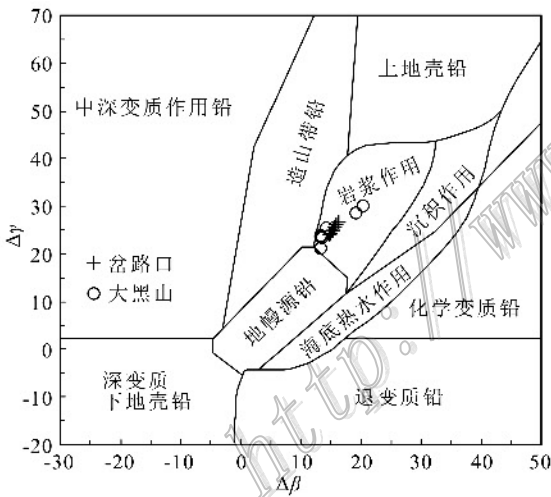 70
60
50
40
30
20
10
0
-10
-20
Δγ
中深变质作用铅
造山带铅
上地壳铅
岩浆作用
沉积作用
+ 岔路口
○ 大黑山
地幔源铅
海底热水作用
化学变质铅
深变质
下地壳铅
退变质铅
-30 -20 -10 0 10 20 30 40 50
Δβ
http://www